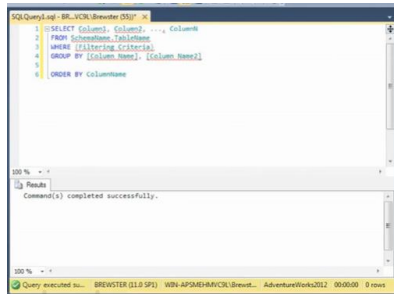 SQLQuery1.sql - BR...VC9L\Brewster (55))* ×
1 SELECT Column1, Column2, ..., ColumnN
2 FROM SchemaName.TableName
3 WHERE (Filtering Criteria)
4 GROUP BY [Column Name], [Column Name2]
5
6 ORDER BY ColumnName
100 %
Results
Command(s) completed successfully.
100 %
Query executed su... BREWSTER (11.0 SP1) WIN-APSMEHMVC9L\Brewst... AdventureWorks2012 00:00:00 0 rows